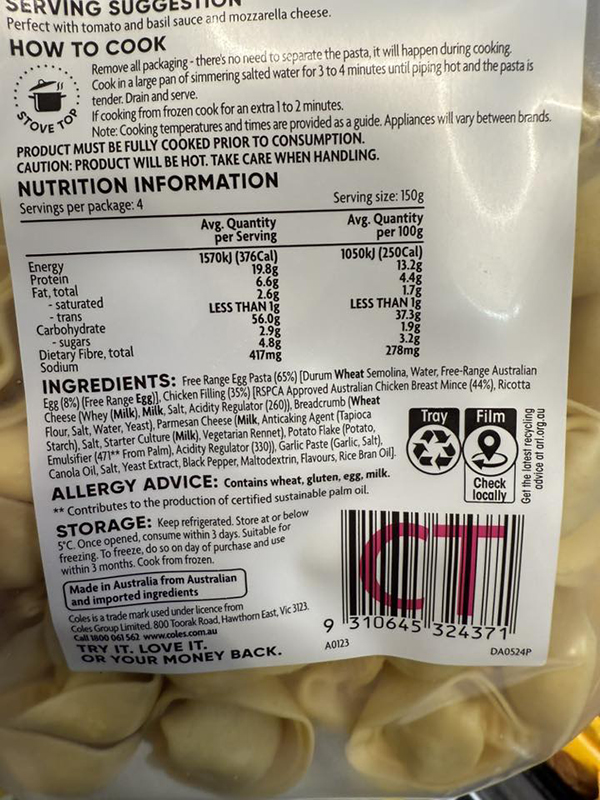 SERVING SUGGESTION
Perfect with tomato and basil sauce and mozzarella cheese.
HOW TO COOK
STOVE TOP
Remove all packaging - there's no need to separate the pasta, it will happen during cooking.
Cook in a large pan of simmering salted water for 3 to 4 minutes until piping hot and the pasta is
tender. Drain and serve.
If cooking from frozen cook for an extra 1 to 2 minutes.
Note: Cooking temperatures and times are provided as a guide. Appliances will vary between brands.
PRODUCT MUST BE FULLY COOKED PRIOR TO CONSUMPTION.
CAUTION: PRODUCT WILL BE HOT. TAKE CARE WHEN HANDLING.
NUTRITION INFORMATION
Servings per package: 4 Serving size: 150g
Avg. Quantity per Serving Avg. Quantity per 100g
Energy 1570kJ (376Cal) 1050kJ (250Cal)
Protein 19.8g 13.2g
Fat, total 6.6g 4.4g
- saturated 2.6g 1.7g
- trans LESS THAN 1g LESS THAN 1g
Carbohydrate 56.0g 37.3g
- sugars 2.9g 1.9g
Dietary Fibre, total 4.8g 3.2g
Sodium 417mg 278mg
INGREDIENTS: Free Range Egg Pasta (65%) [Durum Wheat Semolina, Water, Free-Range Australian
Egg (8%) (Free Range Egg)], Chicken Filling (35%) [RSPCA Approved Australian Chicken Breast Mince (44%), Ricotta
Cheese (Whey (Milk), Milk, Salt, Acidity Regulator (260)), Breadcrumb (Wheat
Flour, Salt, Water, Yeast), Parmesan Cheese (Milk, Anticaking Agent (Tapioca
Starch), Salt, Starter Culture (Milk), Vegetarian Rennet), Potato Flake (Potato,
Emulsifier (471** From Palm), Acidity Regulator (330)), Garlic Paste (Garlic, Salt),
Canola Oil, Salt, Yeast Extract, Black Pepper, Maltodextrin, Flavours, Rice Bran Oil].
ALLERGY ADVICE: Contains wheat, gluten, egg, milk.
** Contributes to the production of certified sustainable palm oil.
Tray
Film
Check
locally
Get the latest recycling
advice at arl.org.au
STORAGE: Keep refrigerated. Store at or below
5°C. Once opened, consume within 3 days. Suitable for
freezing. To freeze, do so on day of purchase and use
within 3 months. Cook from frozen.
Made in Australia from Australian
and imported ingredients
Coles is a trade mark used under licence from
Coles Group Limited. 800 Toorak Road, Hawthorn East, Vic 3123.
Call 1800 061 562 www.coles.com.au
TRY IT. LOVE IT.
OR YOUR MONEY BACK.
CT
9 310645 324371
A0123
DA0524P